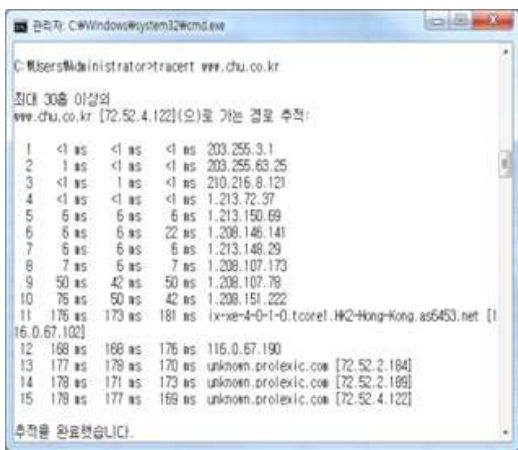 관리자: C:₩Windows₩system32₩cmd.exe
C:₩Users₩Administrator>tracert www.chu.co.kr
최대 30홉 이상의
www.chu.co.kr [72.52.4.122](으)로 가는 경로 추적:
1 <1 ms <1 ms <1 ms 203.255.3.1
2 1 ms <1 ms <1 ms 203.255.63.25
3 <1 ms 1 ms <1 ms 210.216.8.121
4 <1 ms <1 ms <1 ms 1.213.72.37
5 6 ms 6 ms 6 ms 1.213.150.69
6 6 ms 6 ms 22 ms 1.208.146.141
7 6 ms 6 ms 6 ms 1.213.148.29
8 7 ms 6 ms 7 ms 1.208.107.173
9 50 ms 42 ms 50 ms 1.208.107.78
10 76 ms 50 ms 42 ms 1.208.151.222
11 176 ms 173 ms 181 ms ix-xe-4-0-1-0.tcore1.HK2-Hong-Kong.as6453.net [1
16.0.67.102]
12 168 ms 168 ms 176 ms 116.0.67.190
13 177 ms 178 ms 170 ms unknown.prolexic.com [72.52.2.184]
14 178 ms 171 ms 173 ms unknown.prolexic.com [72.52.2.189]
15 178 ms 177 ms 169 ms unknown.prolexic.com [72.52.4.122]
추적을 완료했습니다.